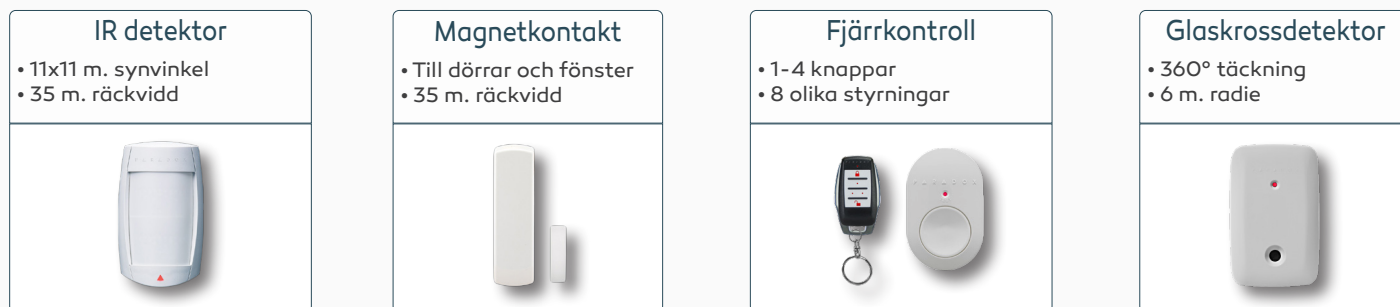 IR detektor
• 11x11 m. synvinkel
• 35 m. räckvidd
Magnetkontakt
• Till dörrar och fönster
• 35 m. räckvidd
Fjärrkontroll
• 1-4 knappar
• 8 olika styrningar
Glaskrossdetektor
• 360° täckning
• 6 m. radie